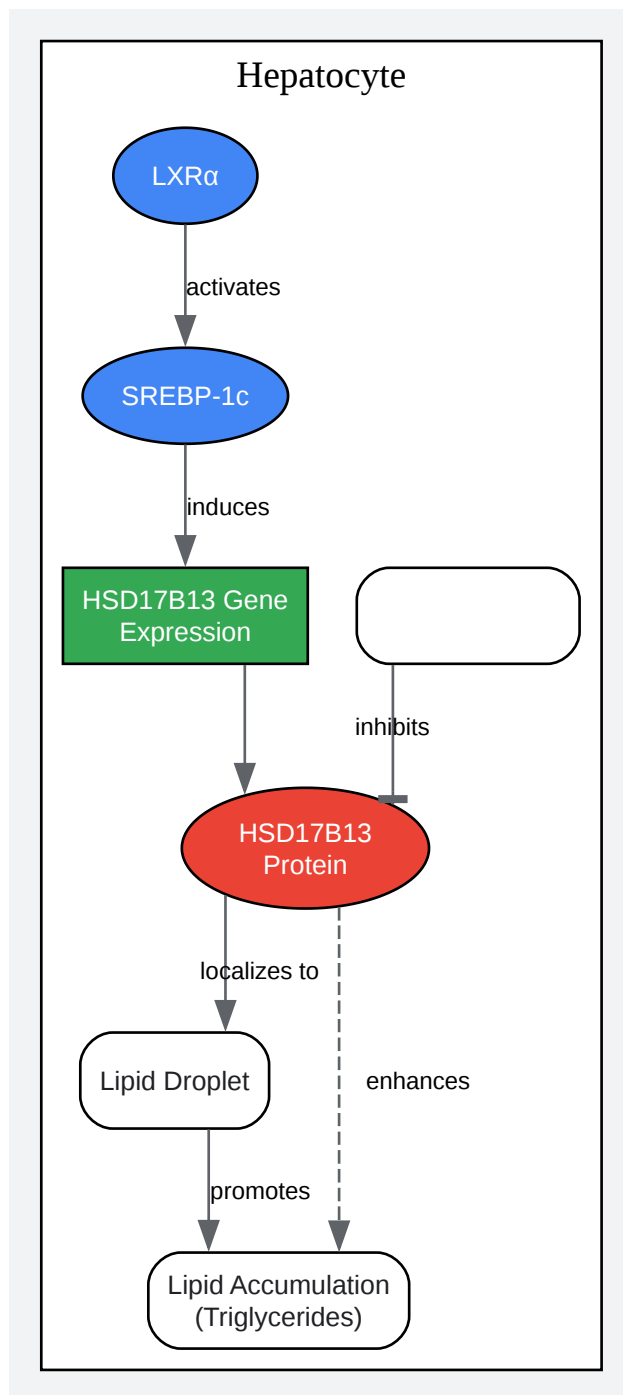 Hepatocyte
LXRα
activates
SREBP-1c
induces
HSD17B13 Gene
Expression
inhibits
HSD17B13
Protein
localizes to
Lipid Droplet
enhances
promotes
Lipid Accumulation
(Triglycerides)